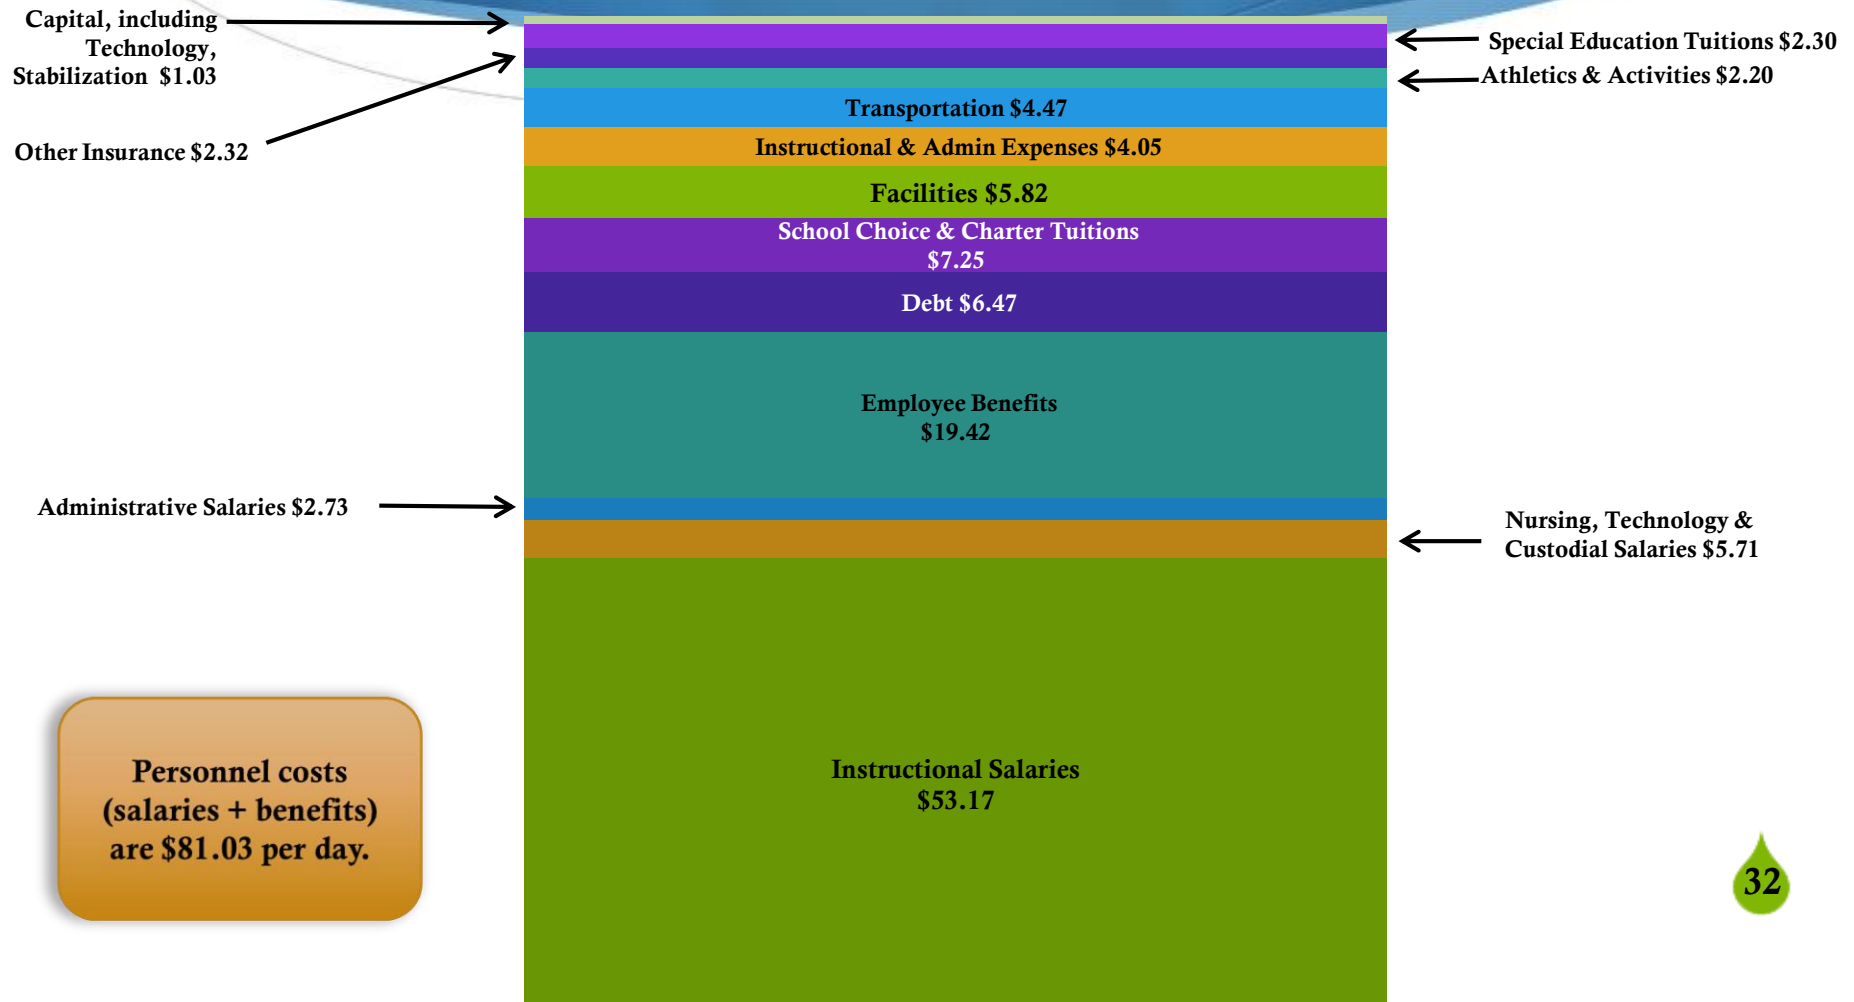 Capital, including
Technology,
Stabilization $1.03
Other Insurance $2.32
Special Education Tuitions $2.30
Athletics & Activities $2.20
Transportation $4.47
Instructional & Admin Expenses $4.05
Facilities $5.82
School Choice & Charter Tuitions
$7.25
Debt $6.47
Employee Benefits
$19.42
Administrative Salaries $2.73
Nursing, Technology &
Custodial Salaries $5.71
Instructional Salaries
$53.17
Personnel costs
(salaries + benefits)
are $81.03 per day.
32